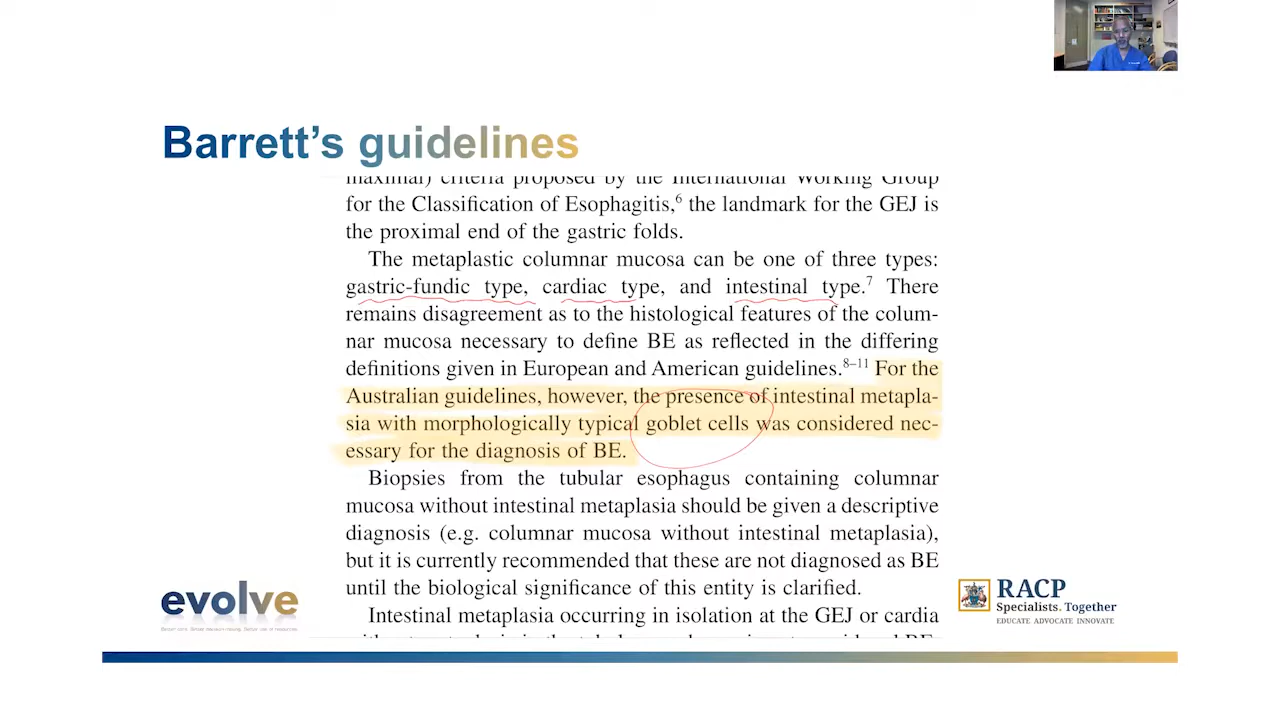 Barrett's guidelines
maximal) criteria proposed by the International Working Group
for the Classification of Esophagitis,6 the landmark for the GEJ is
the proximal end of the gastric folds.
The metaplastic columnar mucosa can be one of three types:
gastric-fundic type, cardiac type, and intestinal type.7 There
remains disagreement as to the histological features of the colum-
nar mucosa necessary to define BE as reflected in the differing
definitions given in European and American guidelines.8–11 For the
Australian guidelines, however, the presence of intestinal metapla-
sia with morphologically typical goblet cells was considered nec-
essary for the diagnosis of BE.
Biopsies from the tubular esophagus containing columnar
mucosa without intestinal metaplasia should be given a descriptive
diagnosis (e.g. columnar mucosa without intestinal metaplasia),
but it is currently recommended that these are not diagnosed as BE
until the biological significance of this entity is clarified.
Intestinal metaplasia occurring in isolation at the GEJ or cardia
evolve
RACP
Specialists. Together
EDUCATE ADVOCATE INNOVATE